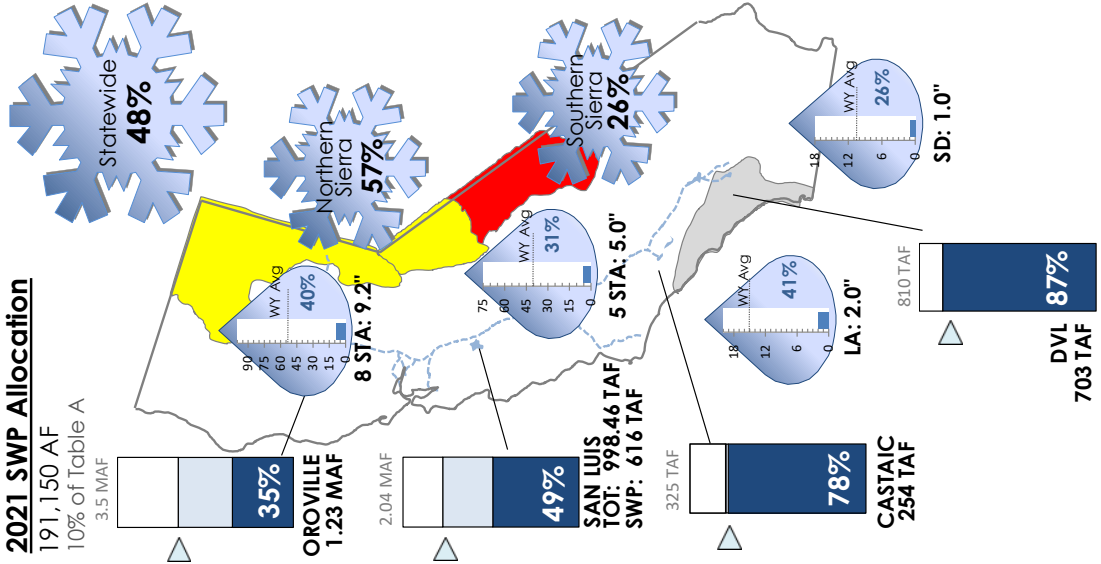 2021 SWP Allocation
191,150 AF
10% of Table A
3.5 MAF
35%
OROVILLE
1.23 MAF
2.04 MAF
49%
SAN LUIS
TOT: 998.46 TAF
SWP: 616 TAF
325 TAF
78%
CASTAIC
254 TAF
810 TAF
87%
DVL
703 TAF
Statewide
48%
Northern
Sierra
57%
Southern
Sierra
26%
WY Avg
40%
90
75
60
45
30
15
0
8 STA: 9.2"
WY Avg
31%
75
60
45
30
15
0
5 STA: 5.0"
WY Avg
41%
18
12
6
0
LA: 2.0"
WY Avg
26%
18
12
6
0
SD: 1.0"